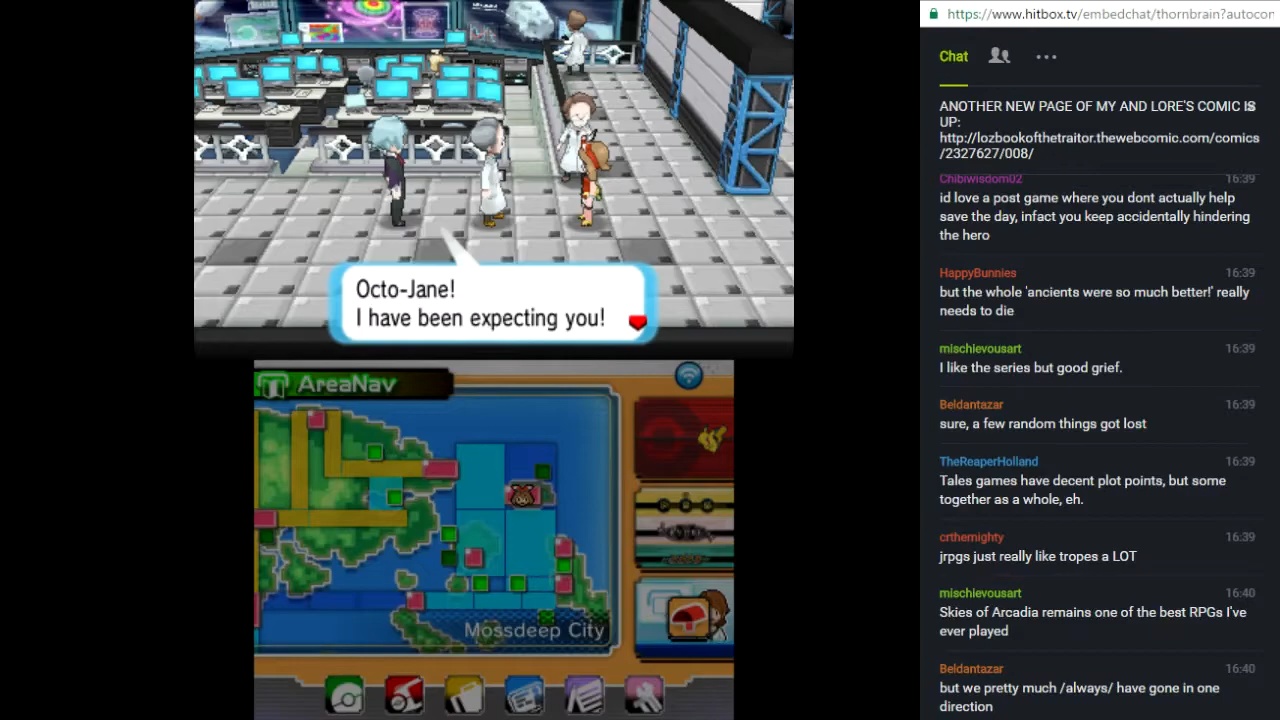 https://www.hitbox.tv/embedchat/thornbrain?autocon
Chat
ANOTHER NEW PAGE OF MY AND LORE'S COMIC IS
UP:
http://lozbookofthetraitor.thewebcomic.com/comics
/2327627/008/
Chibiwisdom02 16:39
id love a post game where you dont actually help
save the day, infact you keep accidentally hindering
the hero
HappyBunnies 16:39
but the whole 'ancients were so much better!' really
needs to die
mischievousart 16:39
I like the series but good grief.
Beldantazar 16:39
sure, a few random things got lost
TheReaperHolland 16:39
Tales games have decent plot points, but some
together as a whole, eh.
crthemighty 16:39
jrpgs just really like tropes a LOT
mischievousart 16:40
Skies of Arcadia remains one of the best RPGs I've
ever played
Beldantazar 16:40
but we pretty much /always/ have gone in one
direction
Octo-Jane!
I have been expecting you!
AreaNav
Mossdeep City